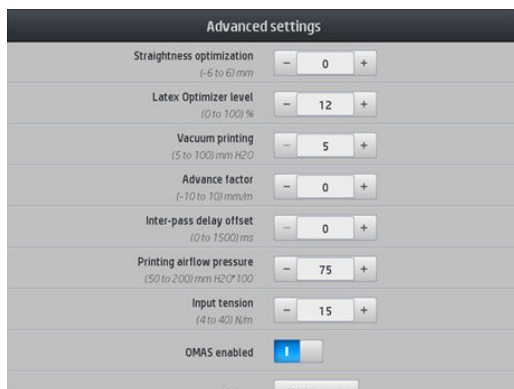 Advanced settings
Straightness optimization
(-6 to 6) mm
- 0 +
Latex Optimizer level
(0 to 100) %
- 12 +
Vacuum printing
(5 to 100) mm H2O
- 5 +
Advance factor
(-10 to 10) mm/m
- 0 +
Inter-pass delay offset
(0 to 1500) ms
- 0 +
Printing airflow pressure
(50 to 200) mm H2O*100
- 75 +
Input tension
(4 to 40) N/m
- 15 +
OMAS enabled
I